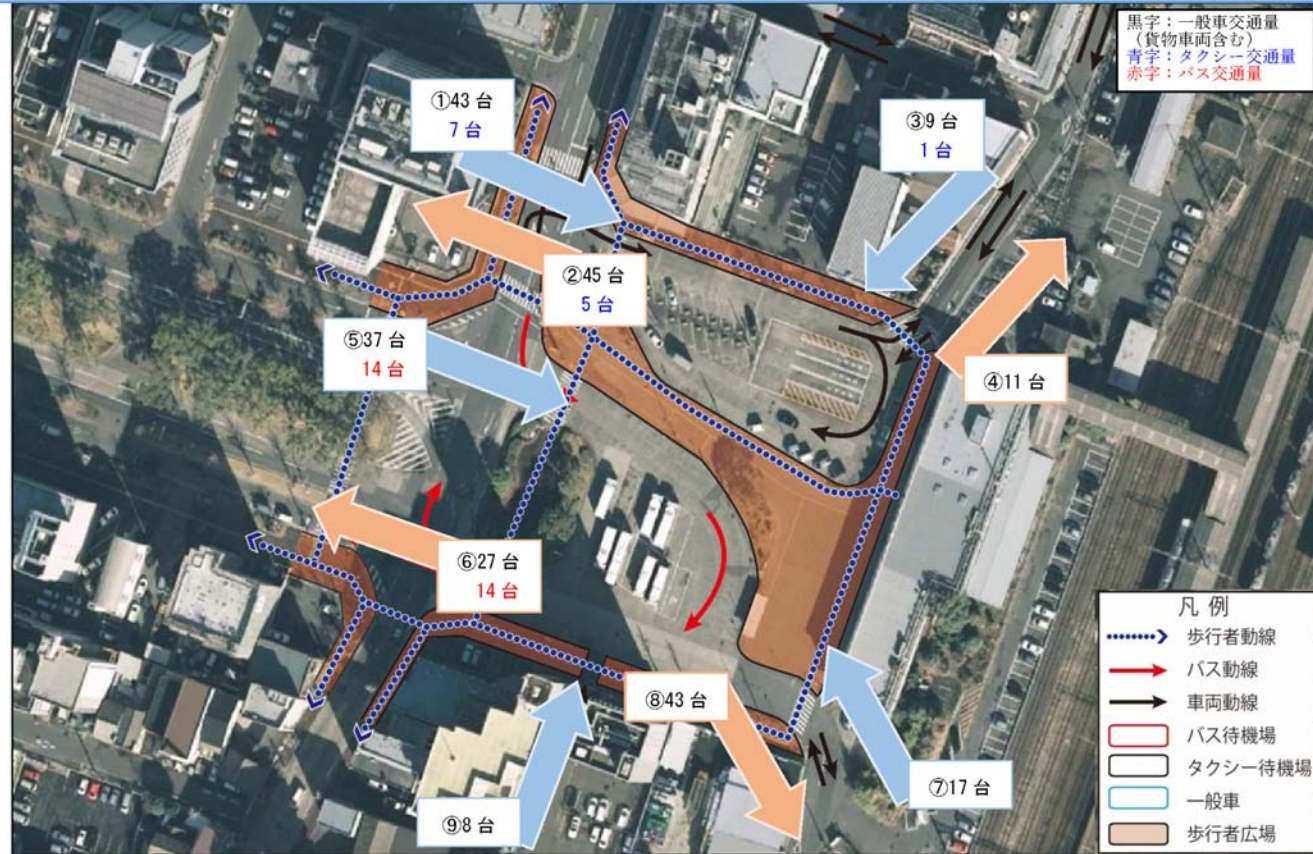 黒字：一般車交通量
（貨物車両含む）
青字：タクシー交通量
赤字：バス交通量
①43 台
7 台
③9 台
1 台
②45 台
5 台
⑤37 台
14 台
④11 台
⑥27 台
14 台
⑧43 台
⑦17 台
⑨8 台
凡 例
歩行者動線
バス動線
車両動線
バス待機場
タクシー待機場
一般車
歩行者広場